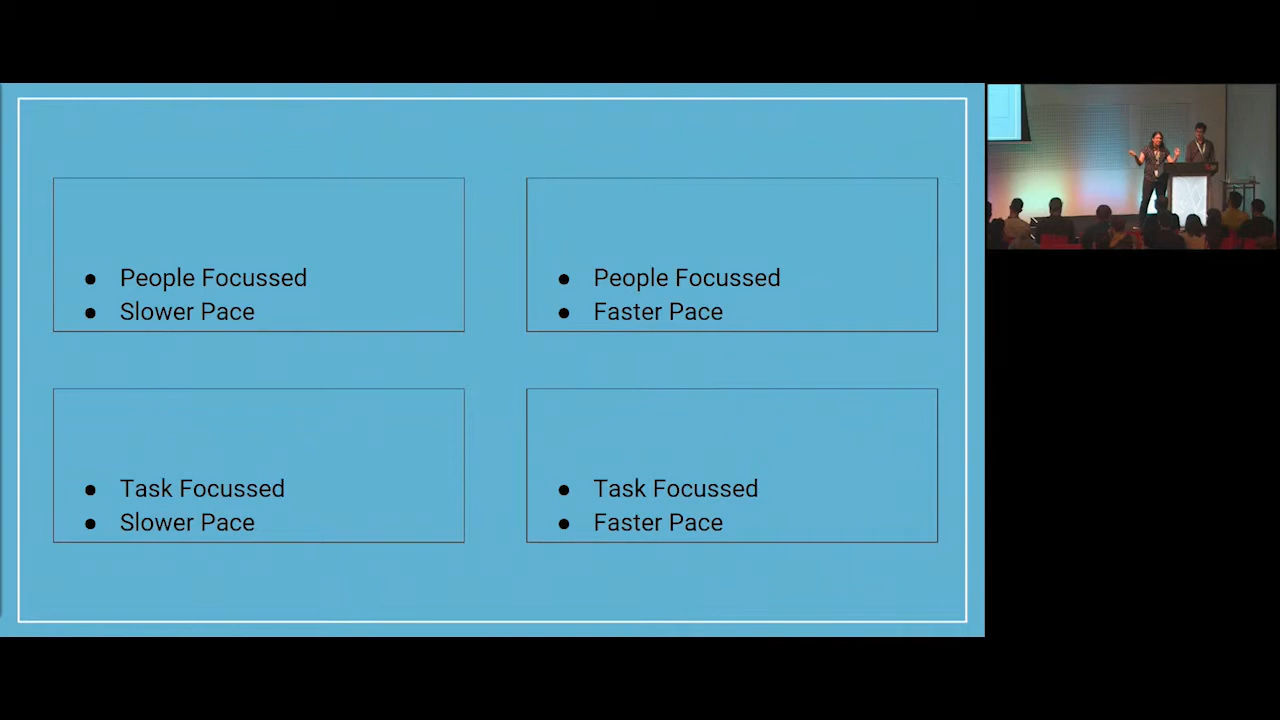 People Focussed
Slower Pace
People Focussed
Faster Pace
Task Focussed
Slower Pace
Task Focussed
Faster Pace